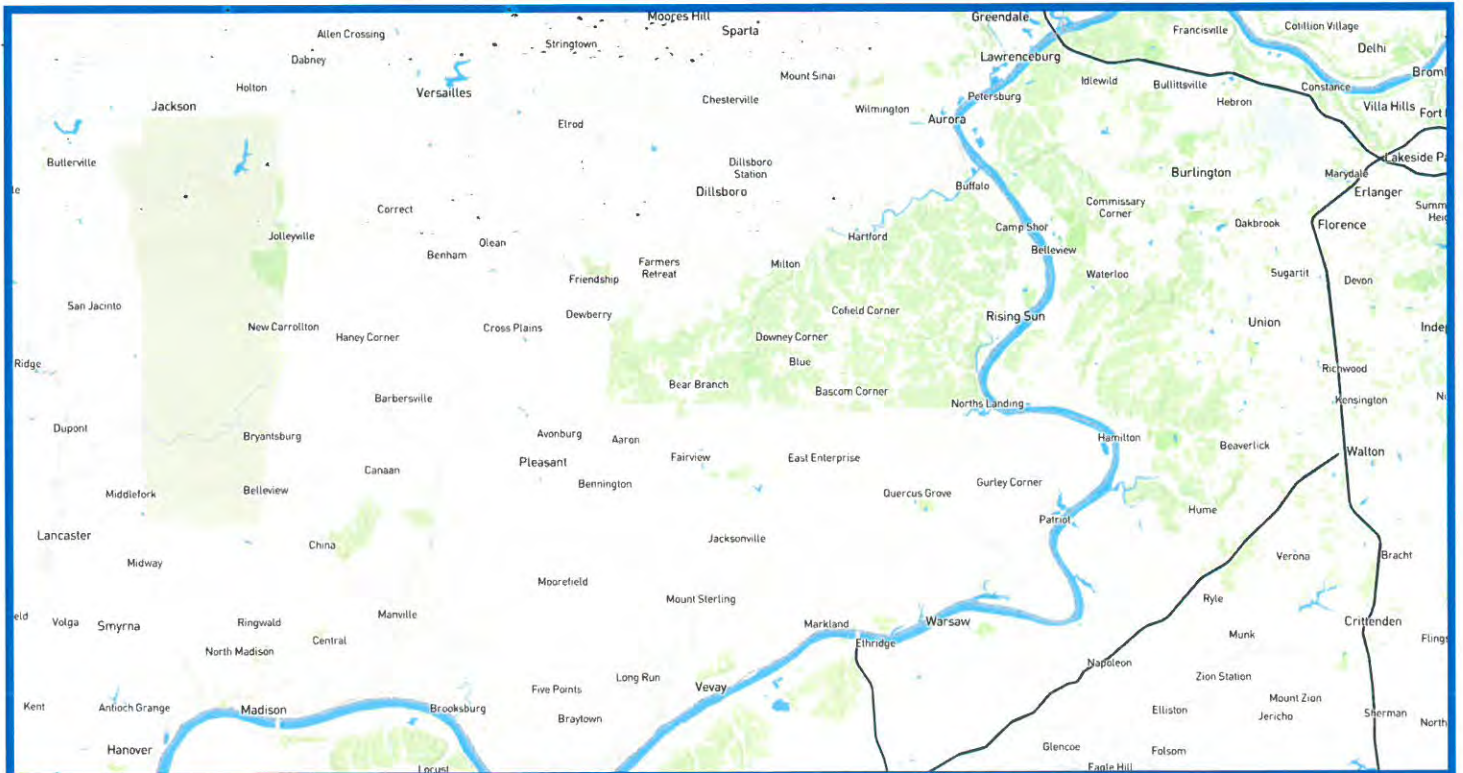 Moores Hill
Greendale
Sparta
Francisville
Cotillion Village
Allen Crossing
Stringtown
Delhi
Lawrenceburg
Dabney
Mount Sinai
Idlewild
Bullittsville
Constance
Holton
Versailles
Chesterville
Petersburg
Hebron
Jackson
Wilmington
Villa Hills
Aurora
Elrod
Butlerville
Dillsboro
Station
Lakeside Pa
Burlington
Marydale
Buffalo
Dillsboro
Erlanger
Commissary
Corner
Correct
Camp Shor
Oakbrook
Florence
Jolleyville
Hartford
Olean
Benham
Belleview
Farmers
Retreat
Milton
Waterloo
Sugartit
Devon
Friendship
San Jacinto
Dewberry
Cofield Corner
Rising Sun
Union
New Carrollton
Haney Corner
Cross Plains
Downey Corner
Blue
Ridge
Richwood
Bear Branch
Bascom Corner
Barbersville
Norths Landing
Kensington
Dupont
Bryantsburg
Avonburg
Aaron
Hamilton
Beaverlick
Walton
Pleasant
Fairview
East Enterprise
Canaan
Bennington
Gurley Corner
Middlefork
Belleview
Quercus Grove
Hume
Patriot
Lancaster
China
Jacksonville
Midway
Verona
Bracht
Moorefield
Mount Sterling
Ryle
Volga
Smyrna
Ringwald
Manville
Markland
Warsaw
Crittenden
Central
Elhridge
Munk
North Madison
Napoleon
Zion Station
Long Run
Five Points
Vevay
Mount Zion
Kent
Antioch Grange
Madison
Brooksburg
Braytown
Elliston
Jericho
Sherman
North
Hanover
Glencoe
Folsom
Locust
Eagle Hill